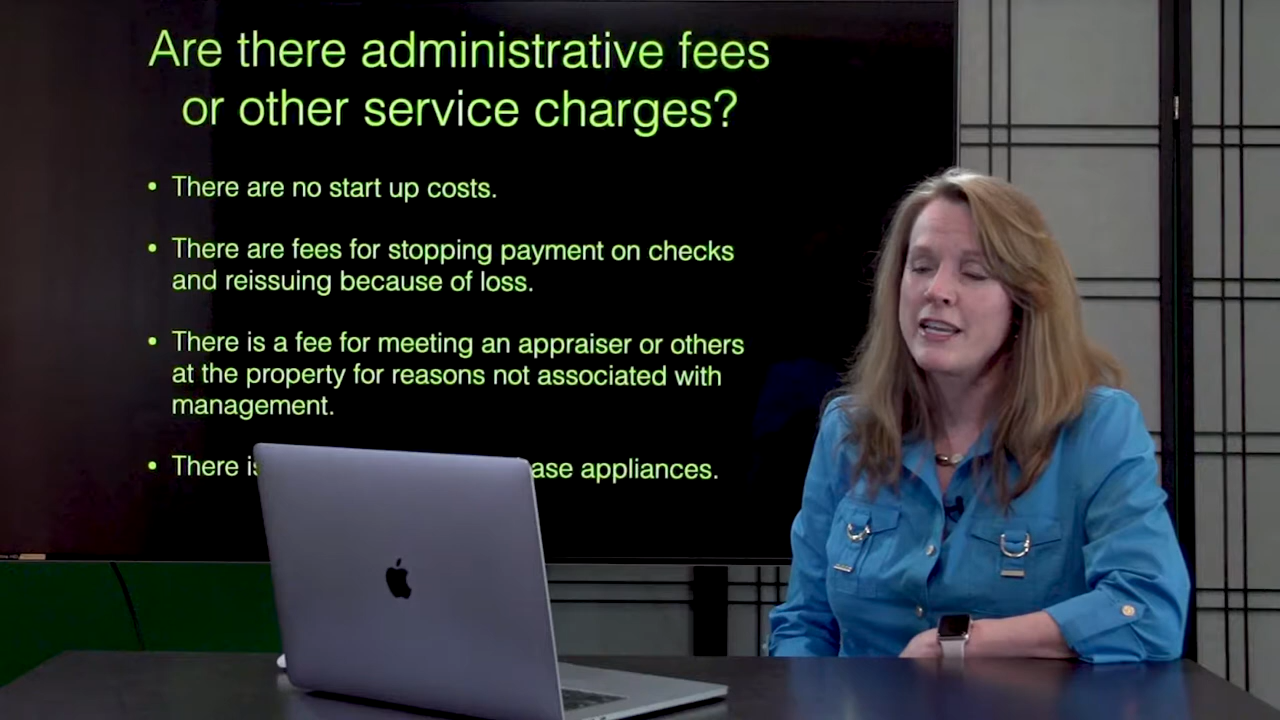 Are there administrative fees
or other service charges?
• There are no start up costs.
• There are fees for stopping payment on checks
and reissuing because of loss.
• There is a fee for meeting an appraiser or others
at the property for reasons not associated with
management.
• There appliances.